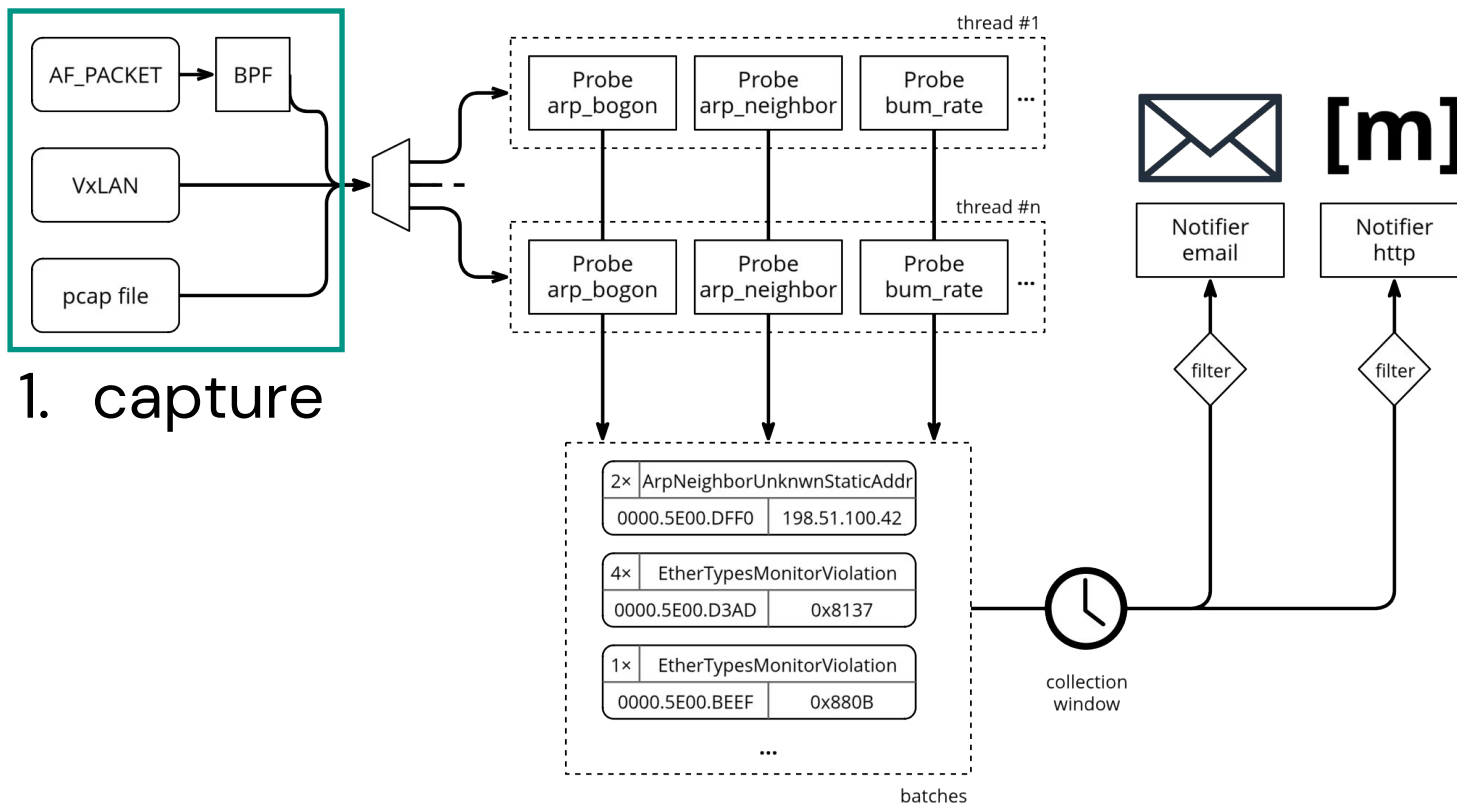 AF_PACKET
BPF
VxLAN
pcap file
1. capture
thread #1
Probe
arp_bogon
Probe
arp_neighbor
Probe
bum_rate
...
thread #n
Probe
arp_bogon
Probe
arp_neighbor
Probe
bum_rate
...
2× ArpNeighborUnknwnStaticAddr
0000.5E00.DFF0 198.51.100.42
4× EtherTypesMonitorViolation
0000.5E00.D3AD 0x8137
1× EtherTypesMonitorViolation
0000.5E00.BEEF 0x880B
...
batches
collection
window
[m]
Notifier
email
Notifier
http
filter
filter